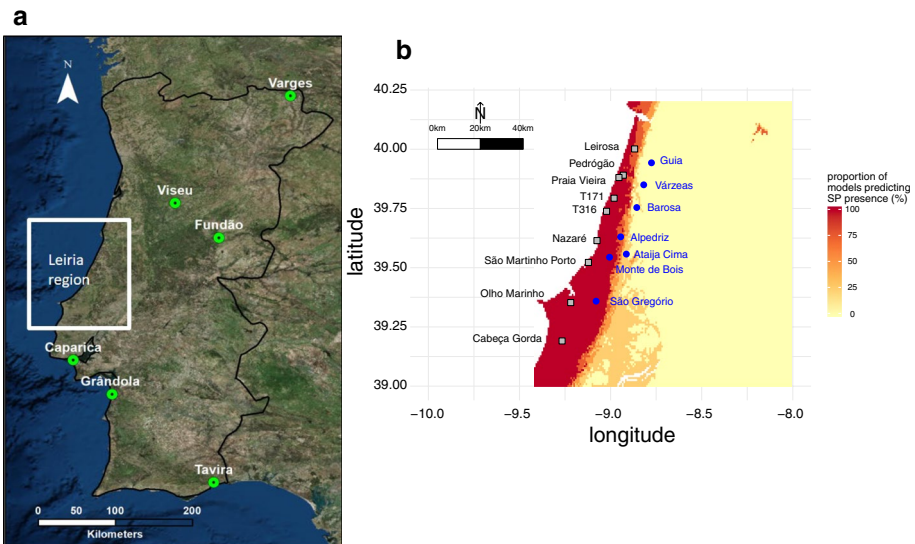 a
N
Varges
Viseu
Fundão
Leiria
region
Caparica
Grândola
Tavira
0 50 100 200
Kilometers
b
latitude
40.25
40.00
39.75
39.50
39.25
39.00
N
0km 20km 40km
Leirosa
Pedrógão
Praia Vieira
T171
T316
Nazaré
São Martinho Porto
Olho Marinho
Cabeça Gorda
Guia
Várzeas
Barosa
Alpedriz
Ataija Cima
Monte de Bois
São Gregório
−10.0 −9.5 −9.0 −8.5 −8.0
longitude
proportion of
models predicting
SP presence (%)
100
75
50
25
0